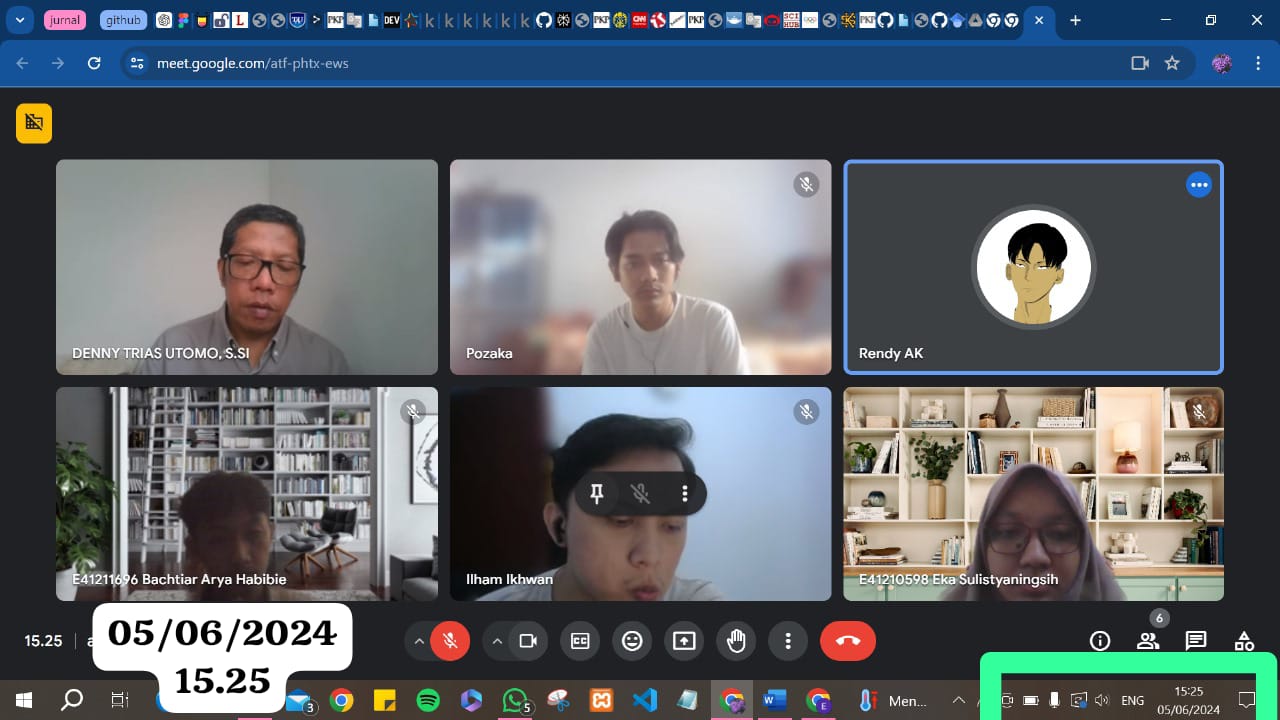 jurnal
github
meet.google.com/atf-phtx-ews
DENNY TRIAS UTOMO, S.SI
Pozaka
Rendy AK
E41211696 Bachtiar Arya Habibie
Ilham Ikhwan
E41210598 Eka Sulistyaningsih
15.25
05/06/2024
15.25
6
3
5
Men...
ENG
15:25
05/06/2024